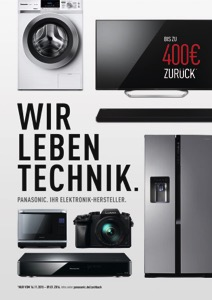 BIS ZU
400€
ZURÜCK*
WIR
LEBEN
TECHNIK.
PANASONIC. IHR ELEKTRONIK-HERSTELLER.